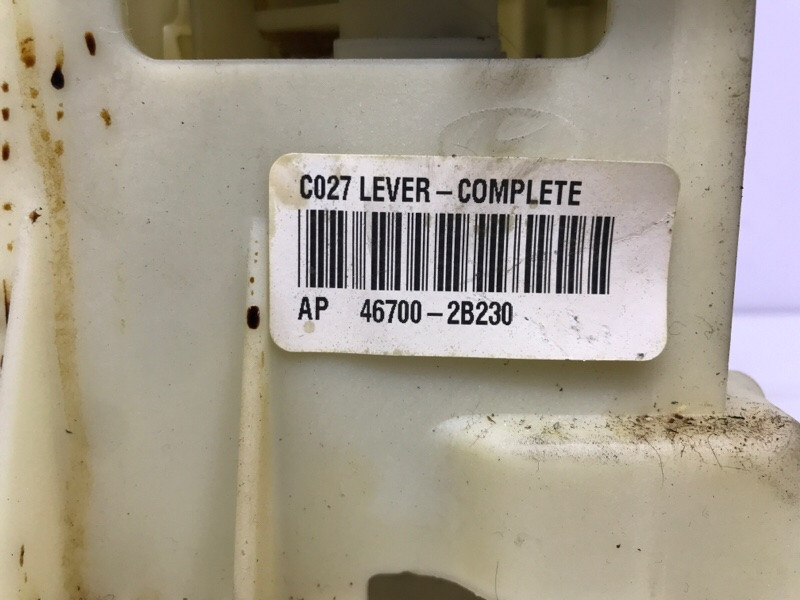 C027 LEVER – COMPLETE
AP 46700 – 2B230